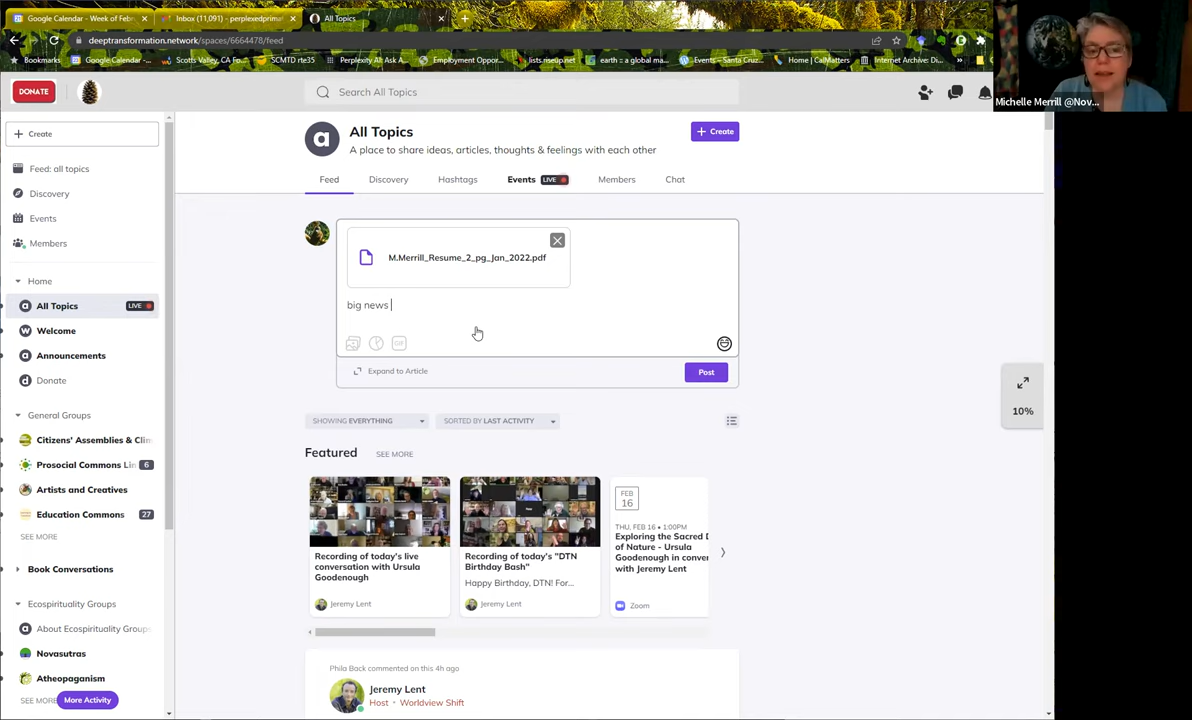 Google Calendar - Week of Febr
Inbox (11,091) - perplexedprimat
All Topics
deeptransformation.network/spaces/6664478/feed
Bookmarks
Google Calendar -...
Scotts Valley, CA Fo...
SCMTD rte35
Perplexity Ali Ask A...
Employment Oppor...
lists.riseup.net
earth :: a global ma...
Events – Santa Cruz...
Home | CalMatters
Internet Archive: Di...
Michelle Merrill @Nov...
DONATE
Search All Topics
Create
Feed: all topics
Discovery
Events
Members
Home
All Topics
LIVE
Welcome
Announcements
Donate
General Groups
Citizens' Assemblies & Clim
Prosocial Commons Lin
6
Artists and Creatives
Education Commons
27
SEE MORE
Book Conversations
Ecospirituality Groups
About Ecospirituality Groups
Novasutras
Atheopaganism
SEE MORE
More Activity
All Topics
A place to share ideas, articles, thoughts & feelings with each other
Create
Feed
Discovery
Hashtags
Events
LIVE
Members
Chat
M.Merrill_Resume_2_pg_Jan_2022.pdf
big news
GIF
Expand to Article
Post
10%
SHOWING EVERYTHING
SORTED BY LAST ACTIVITY
Featured
SEE MORE
Recording of today's live
conversation with Ursula
Goodenough
Jeremy Lent
Recording of today's "DTN
Birthday Bash"
Happy Birthday, DTN! For...
Jeremy Lent
FEB
16
THU, FEB 16 • 1:00PM
Exploring the Sacred D
of Nature - Ursula
Goodenough in conver
with Jeremy Lent
Zoom
Phila Back commented on this 4h ago
Jeremy Lent
Host • Worldview Shift